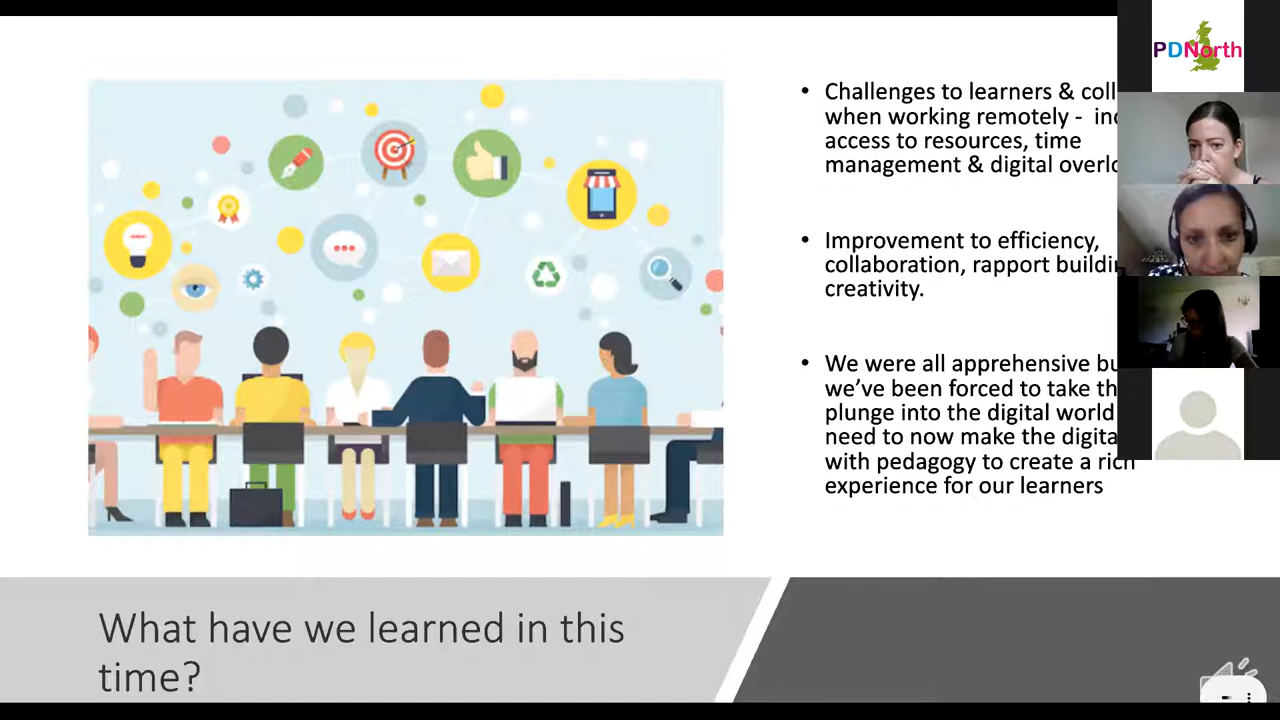 • Challenges to learners & coll
when working remotely - inc
access to resources, time
management & digital overlo
• Improvement to efficiency,
collaboration, rapport buildin
creativity.
• We were all apprehensive bu
we've been forced to take th
plunge into the digital world
need to now make the digita
with pedagogy to create a rich
experience for our learners
What have we learned in this
time?
PDNorth